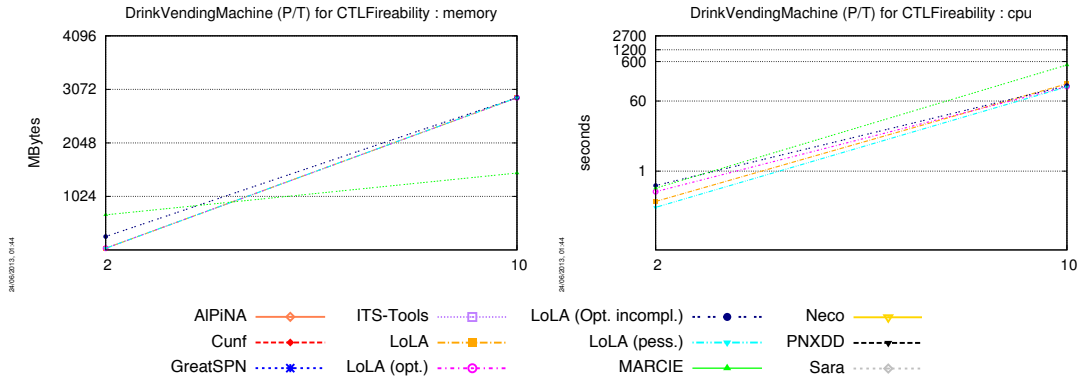 DrinkVendingMachine (P/T) for CTLFireability : memory
4096
3072
2048
1024
MBytes
2
10
24/06/2013, 01:44
DrinkVendingMachine (P/T) for CTLFireability : cpu
2700
1200
600
60
1
seconds
2
10
24/06/2013, 01:44
AlPiNA
Cunf
GreatSPN
ITS-Tools
LoLA
LoLA (opt.)
LoLA (Opt. incompl.)
LoLA (pess.)
MARCIE
Neco
PNXDD
Sara